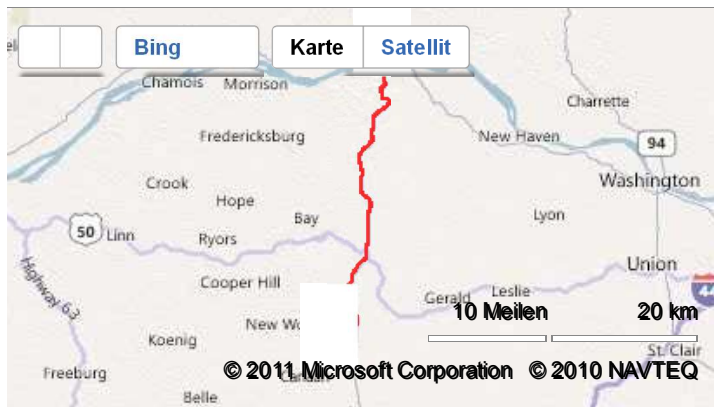 Bing
Karte
Satellit
Chamois
Morrison
Charrette
Fredericksburg
New Haven
94
Crook
Washington
Hope
Bay
Lyon
50
Linn
Ryors
Union
Highway 63
Cooper Hill
Gerald
Leslie
44
10 Meilen
20 km
New
Koenig
St. Clair
Freeburg
© 2011 Microsoft Corporation
© 2010 NAVTEQ
Belle